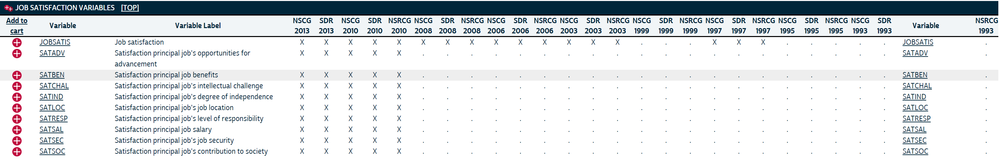 JOB SATISFACTION VARIABLES [TOP]
Add to cart Variable Variable Label NSCG 2013 SDR 2013 NSCG 2010 SDR 2010 NSRCG 2010 NSCG 2008 SDR 2008 NSRCG 2008 NSCG 2006 SDR 2006 NSRCG 2006 NSCG 2003 SDR 2003 NSRCG 2003 NSCG 1999 SDR 1999 NSRCG 1999 NSCG 1997 SDR 1997 NSRCG 1997 NSCG 1995 SDR 1995 NSRCG 1995 NSCG 1993 SDR 1993 Variable NSRCG 1993
JOBSATIS Job satisfaction X X X X X X X X X X X X X X . . . X X X . . . . . JOBSATIS .
SATADV Satisfaction principal job's opportunities for X X X X X . . . . . . . . . . . . . . . . . . . . SATADV .
advancement
SATBEN Satisfaction principal job benefits X X X X X . . . . . . . . . . . . . . . . . . . . SATBEN .
SATCHAL Satisfaction principal job's intellectual challenge X X X X X . . . . . . . . . . . . . . . . . . . . SATCHAL .
SATIND Satisfaction principal job's degree of independence X X X X X . . . . . . . . . . . . . . . . . . . . SATIND .
SATLOC Satisfaction principal job's job location X X X X X . . . . . . . . . . . . . . . . . . . . SATLOC .
SATRESP Satisfaction principal job's level of responsibility X X X X X . . . . . . . . . . . . . . . . . . . . SATRESP .
SATSAL Satisfaction principal job salary X X X X X . . . . . . . . . . . . . . . . . . . . SATSAL .
SATSEC Satisfaction principal job's job security X X X X X . . . . . . . . . . . . . . . . . . . . SATSEC .
SATSOC Satisfaction principal job's contribution to society X X X X X . . . . . . . . . . . . . . . . . . . . SATSOC .